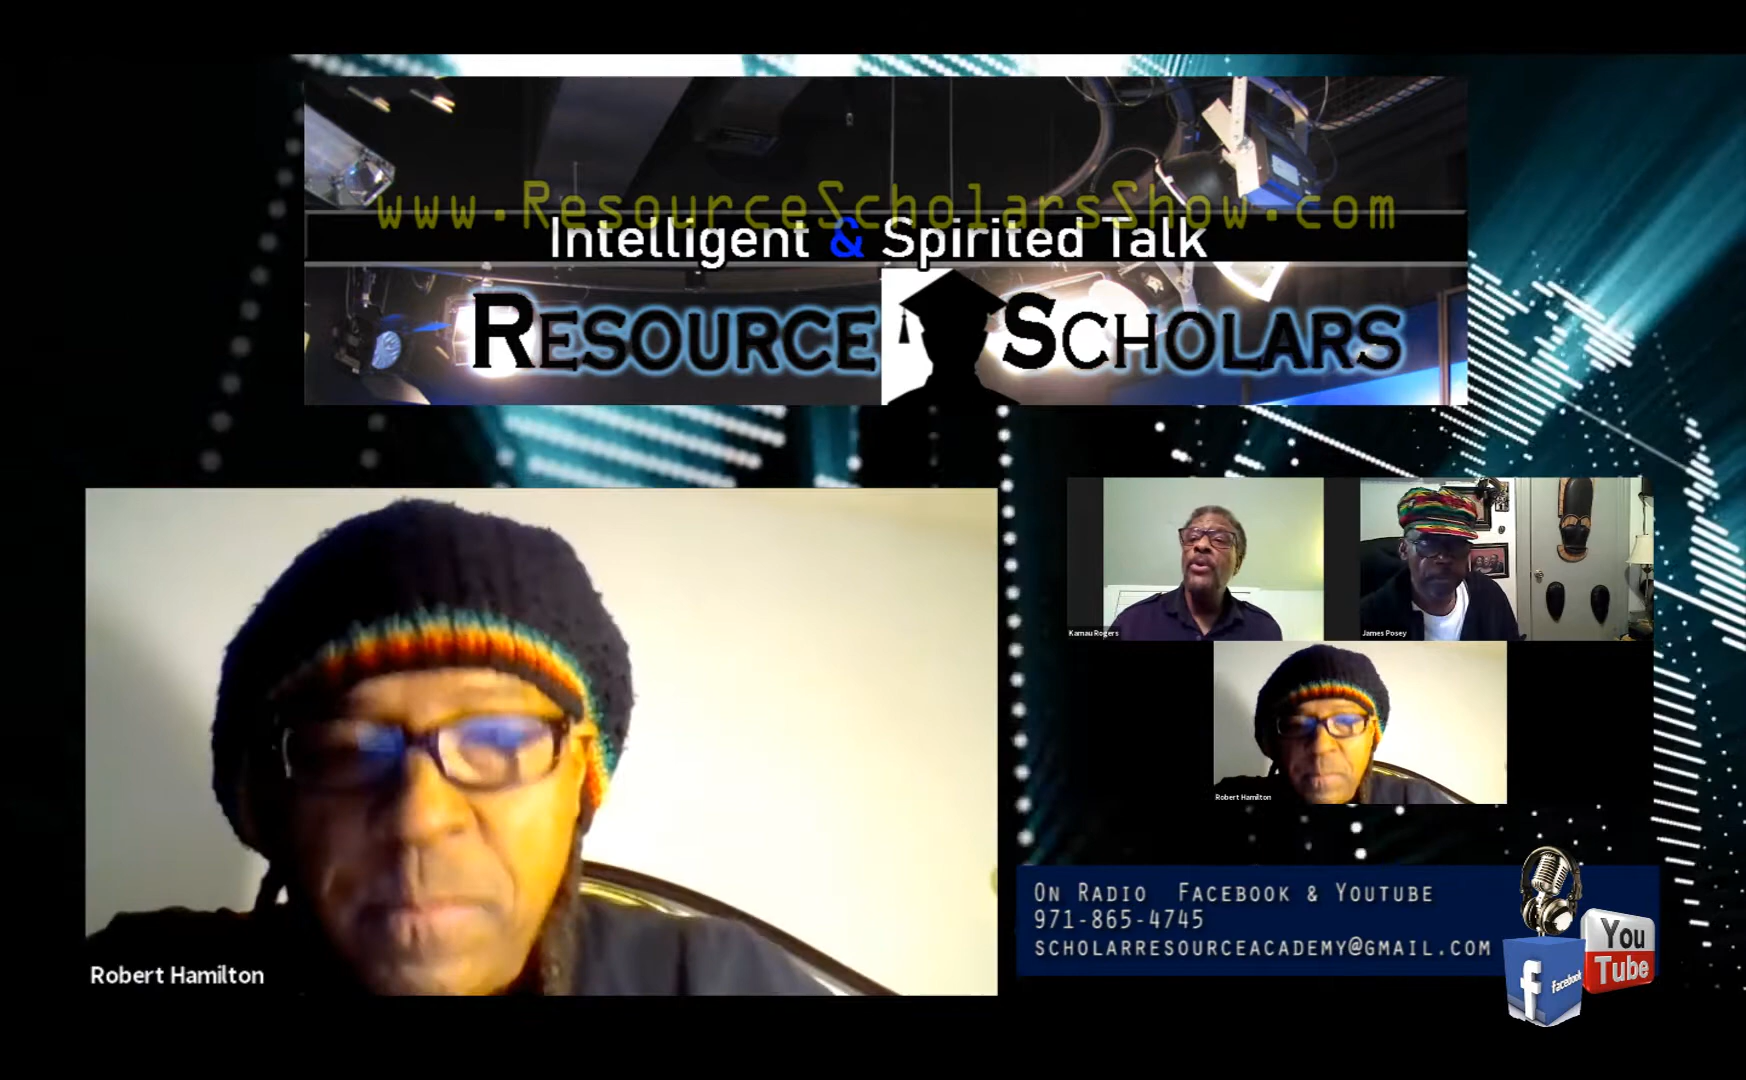 www.ResourceScholarsShow.com
Intelligent & Spirited Talk
RESOURCE SCHOLARS
Kamau Rogers
James Posey
Robert Hamilton
Robert Hamilton
ON RADIO FACEBOOK & YOUTUBE
971-865-4745
SCHOLARRESOURCEACADEMY@GMAIL.COM
You
Tube
f facebook